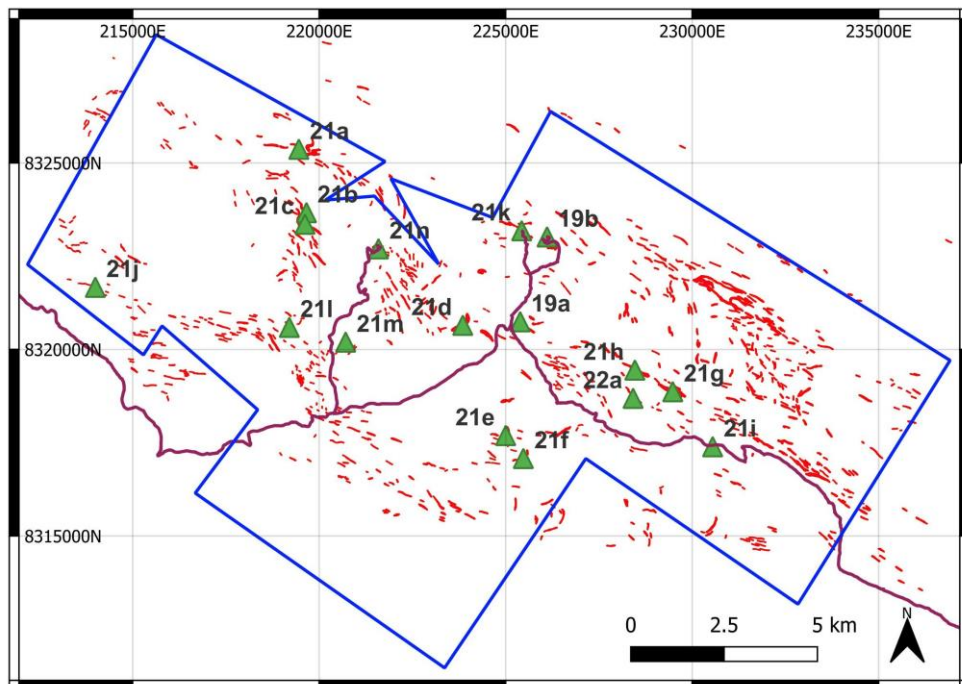 215000E 220000E 225000E 230000E 235000E
21a
8325000N
21b
21c
21k 19b
21n
21j
19a
21l 21d
21m
8320000N
21h
22a 21g
21e
21i
21f
8315000N
N
0 2.5 5 km